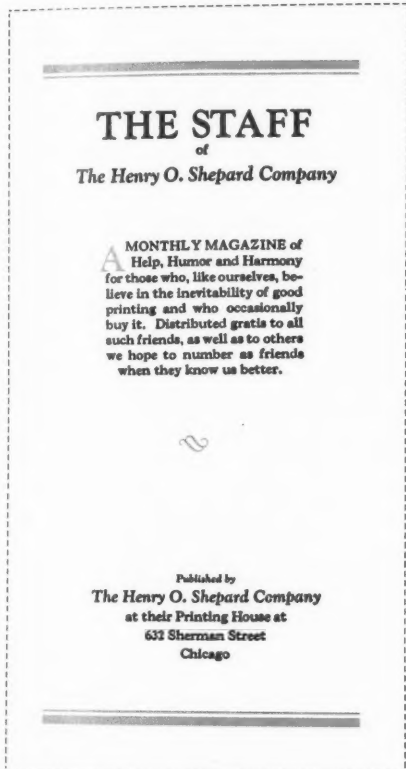 THE STAFF
of
The Henry O. Shepard Company
A MONTHLY MAGAZINE of
Help, Humor and Harmony
for those who, like ourselves, be-
lieve in the inevitability of good
printing and who occasionally
buy it. Distributed gratis to all
such friends, as well as to others
we hope to number as friends
when they know us better.
Published by
The Henry O. Shepard Company
at their Printing House at
632 Sherman Street
Chicago